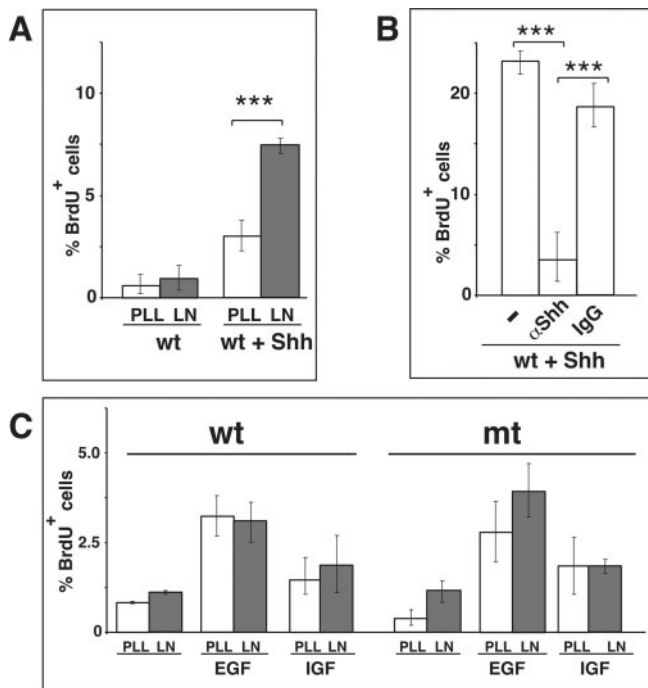 A
% BrdU+ cells
10
5
0
***
PLL LN PLL LN
wt wt + Shh
B
% BrdU+ cells
20
10
0
***
***
– αShh IgG
wt + Shh
C
wt mt
% BrdU+ cells
5.0
2.5
0
PLL LN PLL LN PLL LN PLL LN PLL LN PLL LN
EGF IGF EGF IGF